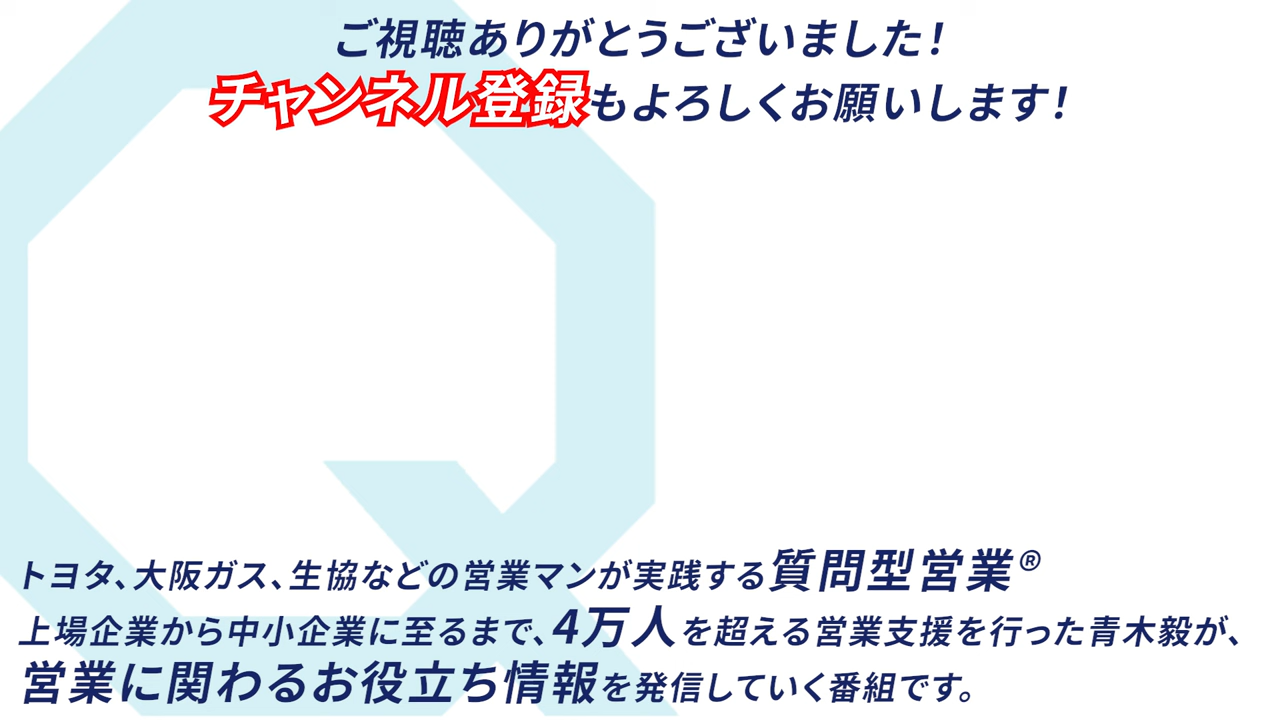 ご視聴ありがとうございました！
チャンネル登録もよろしくお願いします！
トヨタ、大阪ガス、生協などの営業マンが実践する質問型営業®
上場企業から中小企業に至るまで、4万人を超える営業支援を行った青木毅が、
営業に関わるお役立ち情報を発信していく番組です。